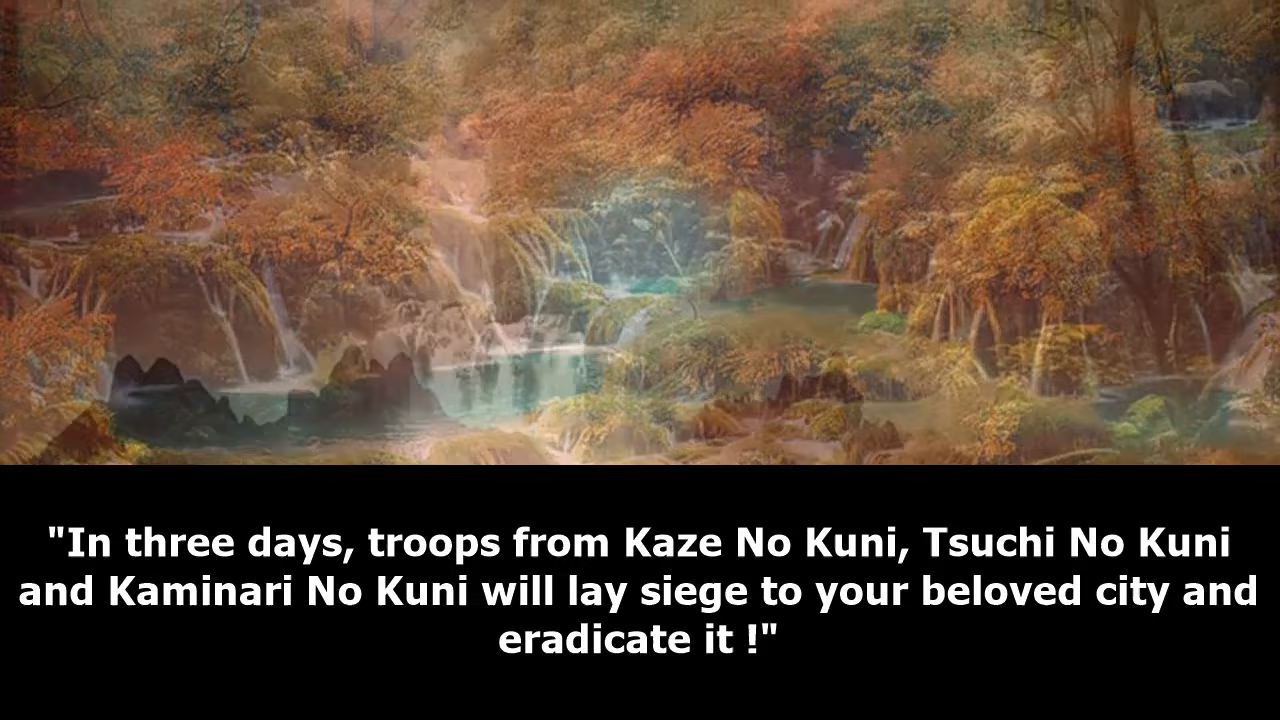 "In three days, troops from Kaze No Kuni, Tsuchi No Kuni
and Kaminari No Kuni will lay siege to your beloved city and
eradicate it !"